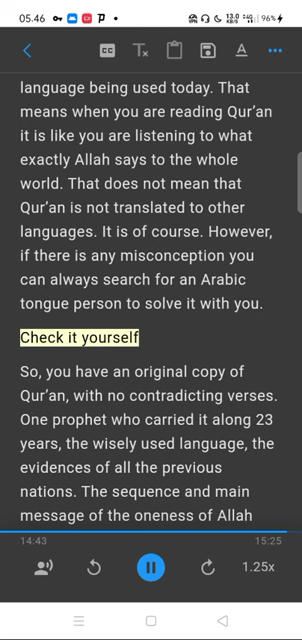 05.46
13.0
KB/S
96%
CC
language being used today. That
means when you are reading Qur'an
it is like you are listening to what
exactly Allah says to the whole
world. That does not mean that
Qur'an is not translated to other
languages. It is of course. However,
if there is any misconception you
can always search for an Arabic
tongue person to solve it with you.
Check it yourself
So, you have an original copy of
Qur'an, with no contradicting verses.
One prophet who carried it along 23
years, the wisely used language, the
evidences of all the previous
nations. The sequence and main
message of the oneness of Allah
14:43
15:25
1.25x